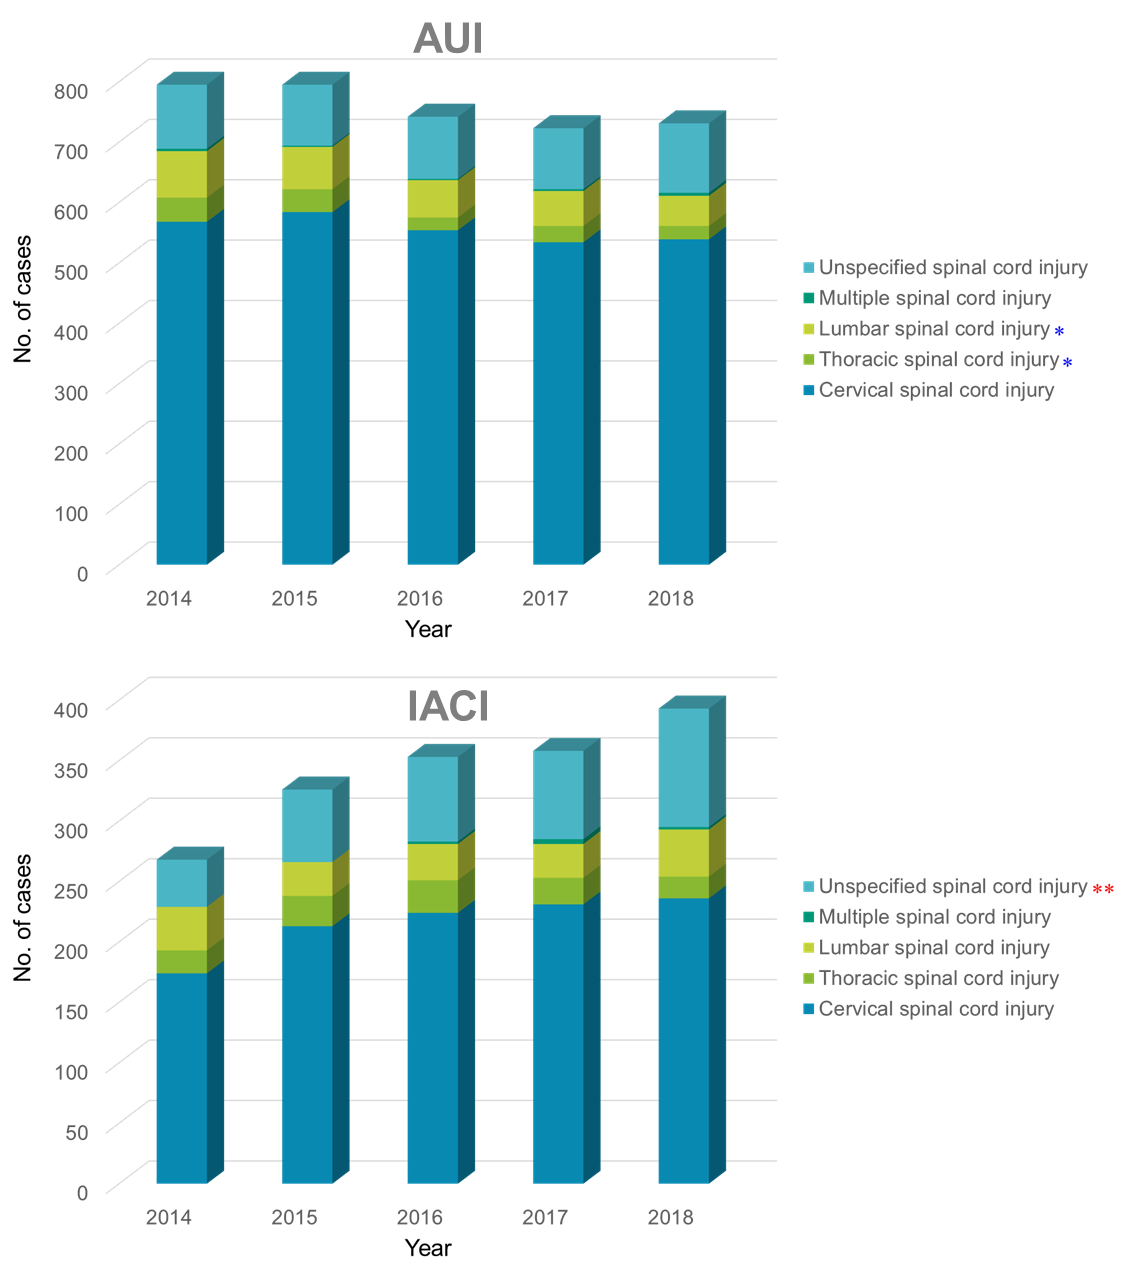 AUI
800
700
600
500
400
300
200
100
0
No. of cases
2014 2015 2016 2017 2018
Year
Unspecified spinal cord injury
Multiple spinal cord injury
Lumbar spinal cord injury *
Thoracic spinal cord injury *
Cervical spinal cord injury
IACI
400
350
300
250
200
150
100
50
0
No. of cases
2014 2015 2016 2017 2018
Year
Unspecified spinal cord injury **
Multiple spinal cord injury
Lumbar spinal cord injury
Thoracic spinal cord injury
Cervical spinal cord injury